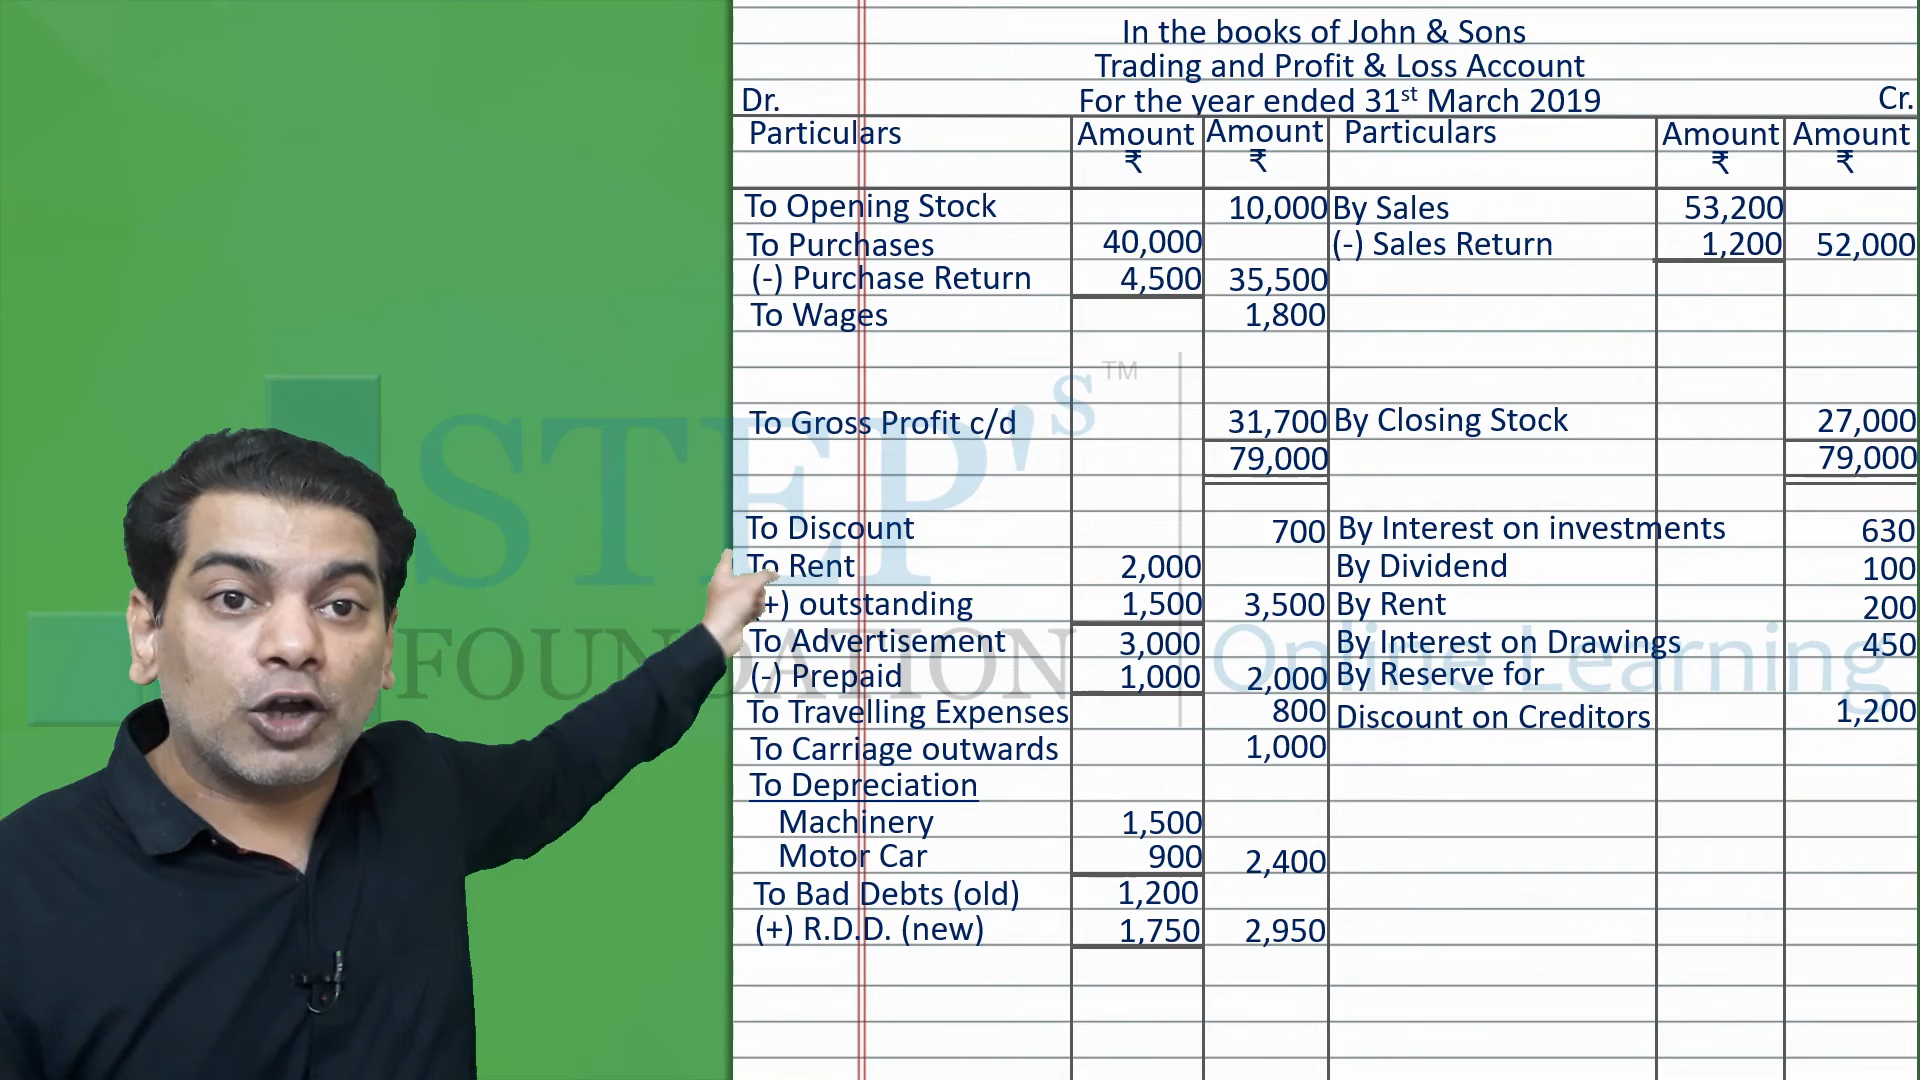 In the books of John & Sons
Trading and Profit & Loss Account
Dr. For the year ended 31st March 2019 Cr.
Particulars Amount ₹ Amount ₹ Particulars Amount ₹ Amount ₹
To Opening Stock 10,000 By Sales 53,200
To Purchases 40,000 (-) Sales Return 1,200 52,000
(-) Purchase Return 4,500 35,500
To Wages 1,800
To Gross Profit c/d 31,700 By Closing Stock 27,000
79,000 79,000
To Discount 700 By Interest on investments 630
To Rent 2,000 By Dividend 100
(+) outstanding 1,500 3,500 By Rent 200
To Advertisement 3,000 By Interest on Drawings 450
(-) Prepaid 1,000 2,000 By Reserve for
To Travelling Expenses 800 Discount on Creditors 1,200
To Carriage outwards 1,000
To Depreciation
Machinery 1,500
Motor Car 900 2,400
To Bad Debts (old) 1,200
(+) R.D.D. (new) 1,750 2,950
STEP's TM
FOUNDATION Online Learning